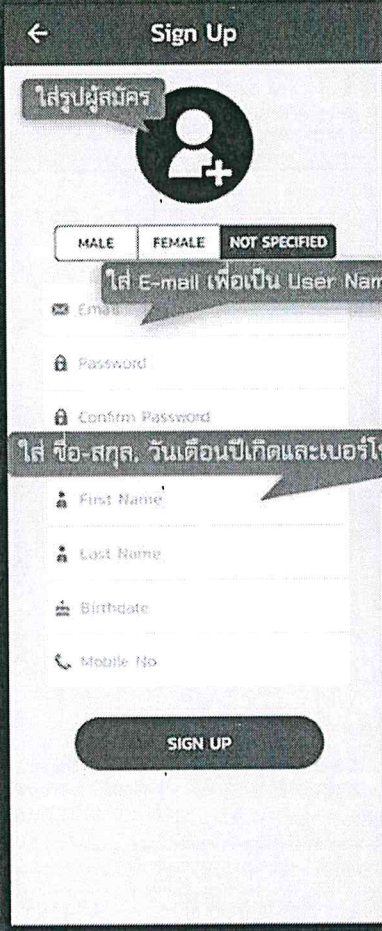 Sign Up
ใส่รูปผู้สมัคร
MALE FEMALE NOT SPECIFIED
ใส่ E-mail เพื่อเป็น User Nam
Email
Password
Confirm Password
ใส่ ชื่อ-สกุล, วันเดือนปีเกิดและเบอร์โท
First Name
Last Name
Birthdate
Mobile No
SIGN UP